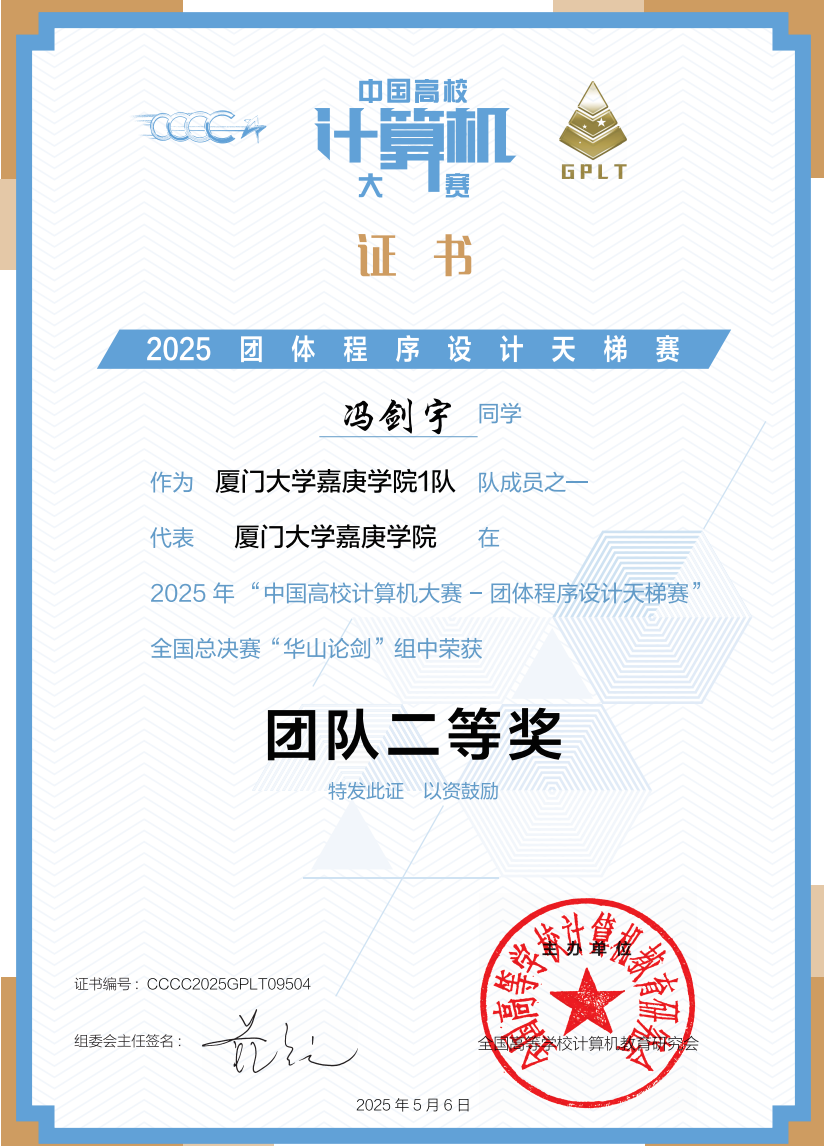 CCCC
中国高校
计算机
大赛
GPLT
证书
2025团体程序设计天梯赛
冯剑宇 同学
作为 厦门大学嘉庚学院1队 队成员之一
代表 厦门大学嘉庚学院 在
2025 年 “中国高校计算机大赛 – 团体程序设计天梯赛”
全国总决赛“华山论剑”组中荣获
团队二等奖
特发此证 以资鼓励
全国高等学校计算机教育研究会
主办单位
证书编号：CCCC2025GPLT09504
组委会主任签名：
全国高等学校计算机教育研究会
2025 年 5 月 6 日